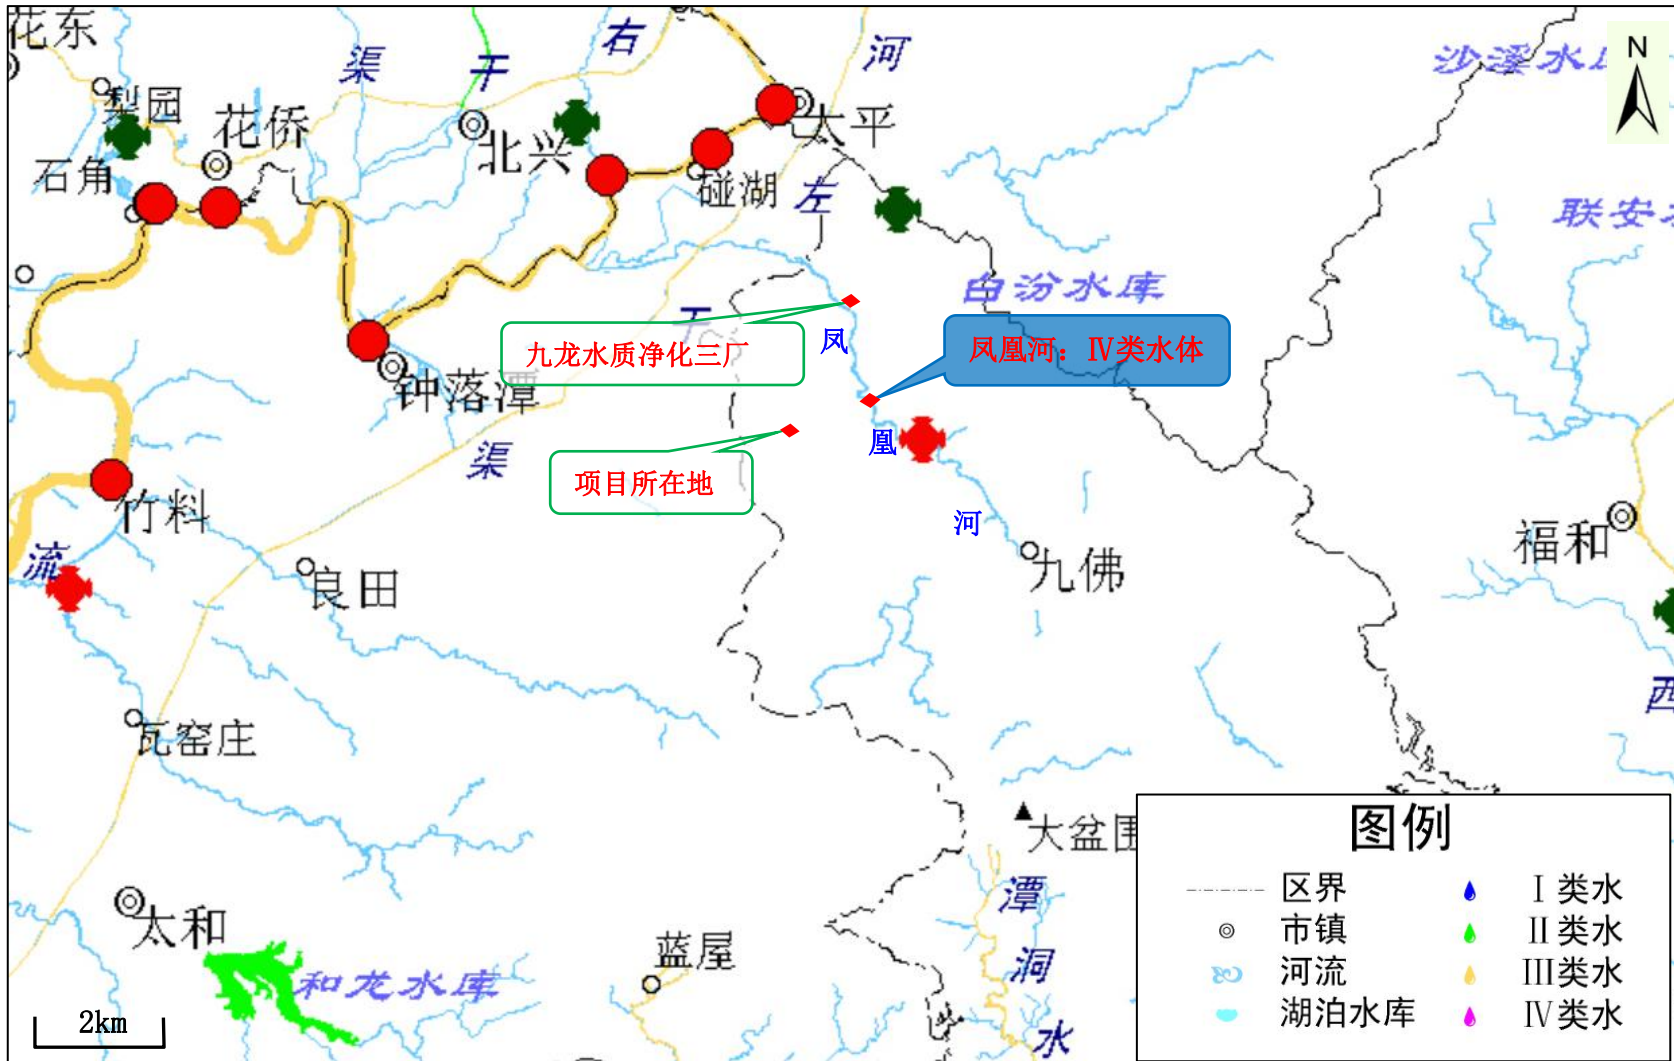 花东
渠
干
右
河
沙溪水
N
梨园
花侨
北兴
太平
石角
碰湖
左
联安
白汾水库
干
凤
九龙水质净化三厂
凤凰河：Ⅳ类水体
钟落潭
凰
渠
项目所在地
竹料
河
福和
流
良田
九佛
西
瓦窑庄
大盆围
图例
区界
Ⅰ类水
潭
市镇
Ⅱ类水
太和
蓝屋
河流
Ⅲ类水
洞
和龙水库
湖泊水库
Ⅳ类水
2km
水